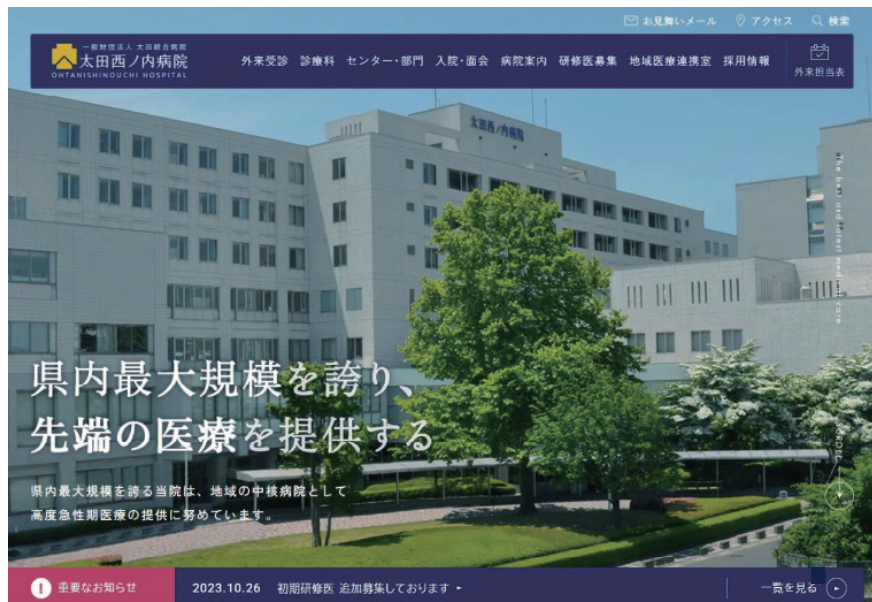 お見舞いメール
アクセス
検索
一般財団法人 太田綜合病院
太田西ノ内病院
OHTANISHINOUCHI HOSPITAL
外来受診 診療科 センター・部門 入院・面会 病院案内 研修医募集 地域医療連携室 採用情報
外来担当表
太田西ノ内病院
The best and latest medical care
県内最大規模を誇り、
先端の医療を提供する
県内最大規模を誇る当院は、地域の中核病院として
高度急性期医療の提供に努めています。
! 重要なお知らせ
2023.10.26 初期研修医 追加募集しております
一覧を見る